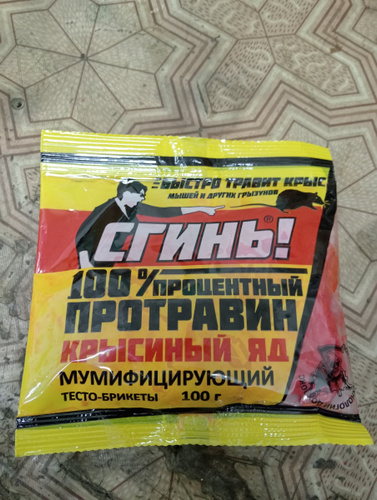 БЫСТРО ТРАВИТ КРЫС
МЫШЕЙ И ДРУГИХ ГРЫЗУНОВ
СГИНЬ!®
100%ПРОЦЕНТНЫЙ
ПРОТРАВИН
КРЫСИНЫЙ ЯД
МУМИФИЦИРУЮЩИЙ
ТЕСТО-БРИКЕТЫ 100 г